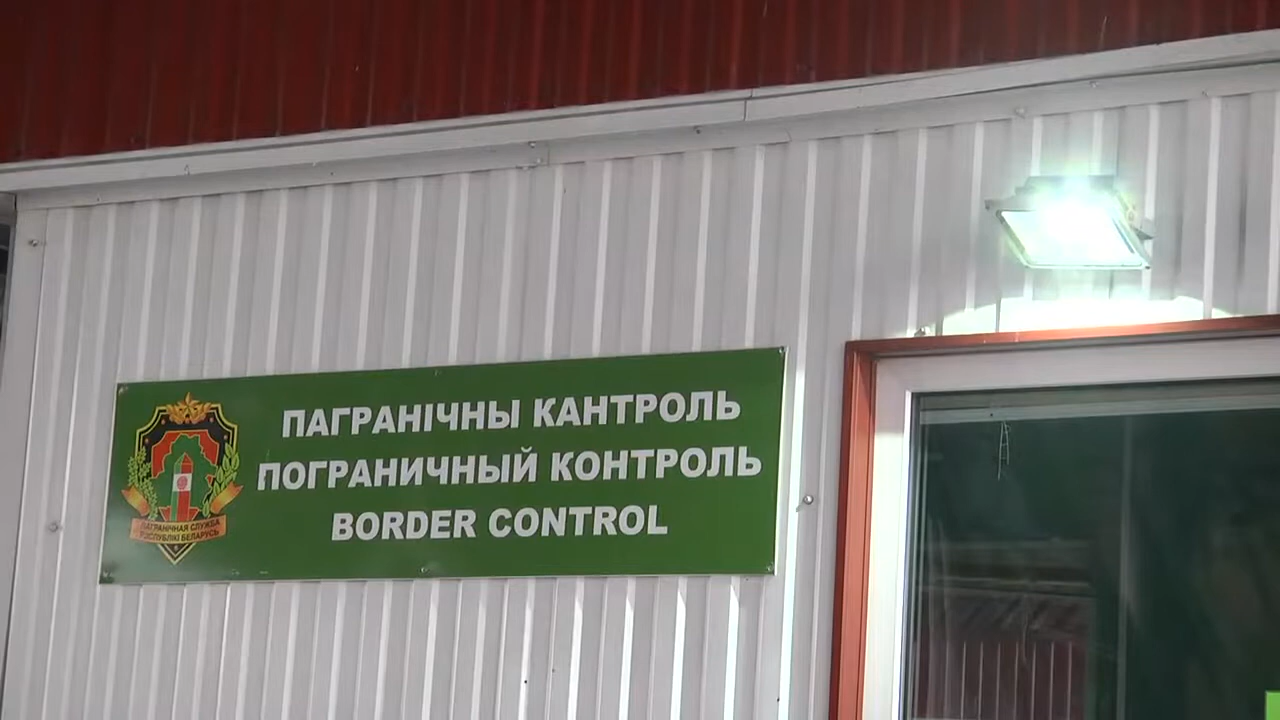 ПАГРАНІЧНЫ КАНТРОЛЬ
ПОГРАНИЧНЫЙ КОНТРОЛЬ
BORDER CONTROL
ПАГРАНІЧНАЯ СЛУЖБА
РЭСПУБЛІКІ БЕЛАРУСЬ